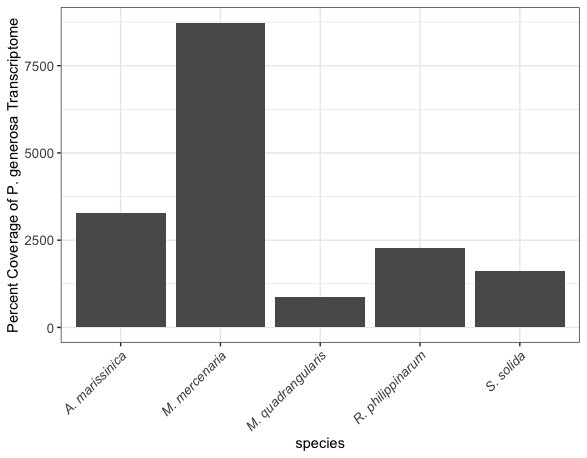 Percent Coverage of P. generosa Transcriptome
7500
5000
2500
0
A. marissinica
M. mercenaria
M. quadrangularis
R. philippinarum
S. solida
species